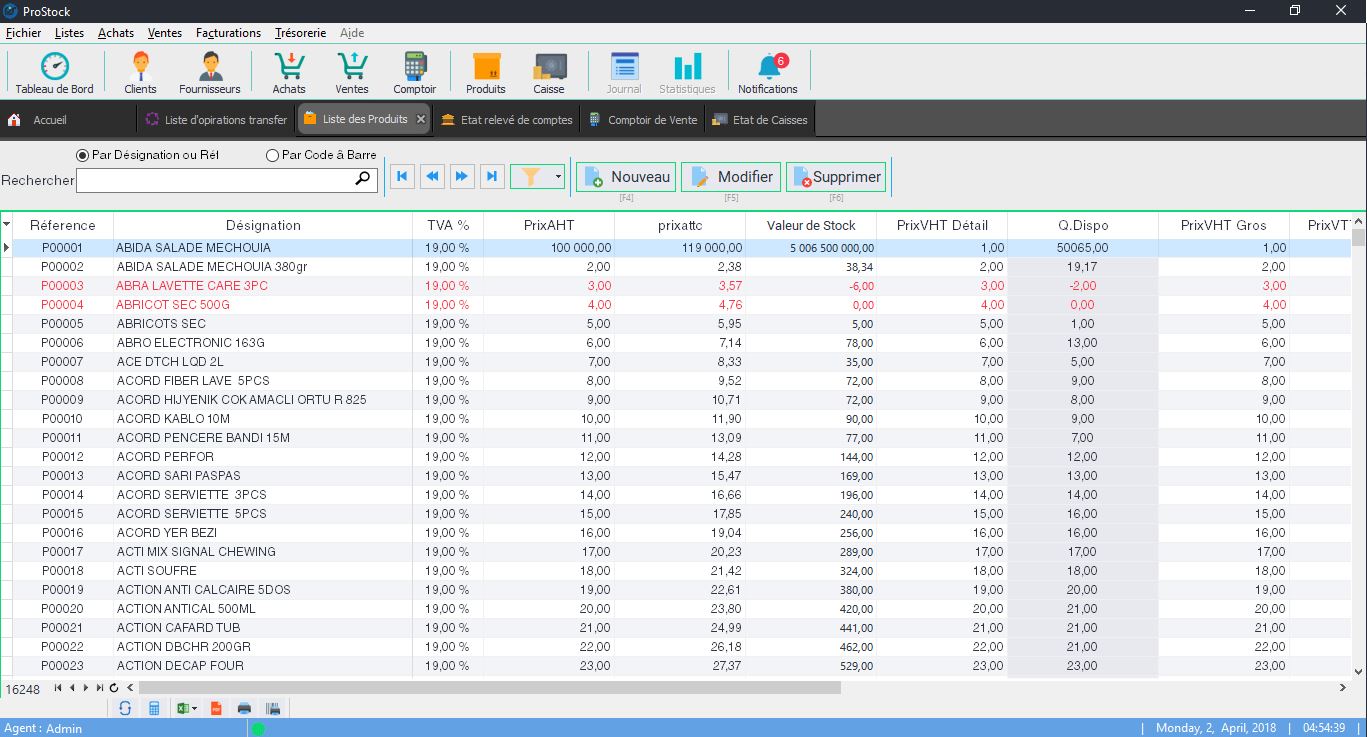 ProStock
Fichier Listes Achats Ventes Facturations Trésorerie Aide
6
Tableau de Bord Clients Fournisseurs Achats Ventes Comptoir Produits Caisse Journal Statistiques Notifications
Accueil Liste d'opirations transfer Liste des Produits Etat relevé de comptes Comptoir de Vente Etat de Caisses
Par Désignation ou Réf Par Code â Barre
Rechercher Nouveau Modifier Supprimer
[F4] [F5] [F6]
Réference Désignation TVA % PrixAHT prixattc Valeur de Stock PrixVHT Détail Q.Dispo PrixVHT Gros PrixVT
P00001 ABIDA SALADE MECHOUIA 19,00 % 100 000,00 119 000,00 5 006 500 000,00 1,00 50065,00 1,00
P00002 ABIDA SALADE MECHOUIA 380gr 19,00 % 2,00 2,38 38,34 2,00 19,17 2,00
P00003 ABRA LAVETTE CARE 3PC 19,00 % 3,00 3,57 -6,00 3,00 -2,00 3,00
P00004 ABRICOT SEC 500G 19,00 % 4,00 4,76 0,00 4,00 0,00 4,00
P00005 ABRICOTS SEC 19,00 % 5,00 5,95 5,00 5,00 1,00 5,00
P00006 ABRO ELECTRONIC 163G 19,00 % 6,00 7,14 78,00 6,00 13,00 6,00
P00007 ACE DTCH LQD 2L 19,00 % 7,00 8,33 35,00 7,00 5,00 7,00
P00008 ACORD FIBER LAVE 5PCS 19,00 % 8,00 9,52 72,00 8,00 9,00 8,00
P00009 ACORD HIJYENIK COK AMACLI ORTU R 825 19,00 % 9,00 10,71 72,00 9,00 8,00 9,00
P00010 ACORD KABLO 10M 19,00 % 10,00 11,90 90,00 10,00 9,00 10,00
P00011 ACORD PENCERE BANDI 15M 19,00 % 11,00 13,09 77,00 11,00 7,00 11,00
P00012 ACORD PERFOR 19,00 % 12,00 14,28 144,00 12,00 12,00 12,00
P00013 ACORD SARI PASPAS 19,00 % 13,00 15,47 169,00 13,00 13,00 13,00
P00014 ACORD SERVIETTE 3PCS 19,00 % 14,00 16,66 196,00 14,00 14,00 14,00
P00015 ACORD SERVIETTE 5PCS 19,00 % 15,00 17,85 240,00 15,00 16,00 15,00
P00016 ACORD YER BEZI 19,00 % 16,00 19,04 256,00 16,00 16,00 16,00
P00017 ACTI MIX SIGNAL CHEWING 19,00 % 17,00 20,23 289,00 17,00 17,00 17,00
P00018 ACTI SOUFRE 19,00 % 18,00 21,42 324,00 18,00 18,00 18,00
P00019 ACTION ANTI CALCAIRE 5DOS 19,00 % 19,00 22,61 380,00 19,00 20,00 19,00
P00020 ACTION ANTICAL 500ML 19,00 % 20,00 23,80 420,00 20,00 21,00 20,00
P00021 ACTION CAFARD TUB 19,00 % 21,00 24,99 441,00 21,00 21,00 21,00
P00022 ACTION DBCHR 200GR 19,00 % 22,00 26,18 462,00 22,00 21,00 22,00
P00023 ACTION DECAP FOUR 19,00 % 23,00 27,37 529,00 23,00 23,00 23,00
16248
Agent : Admin | Monday, 2, April, 2018 | 04:54:39 |